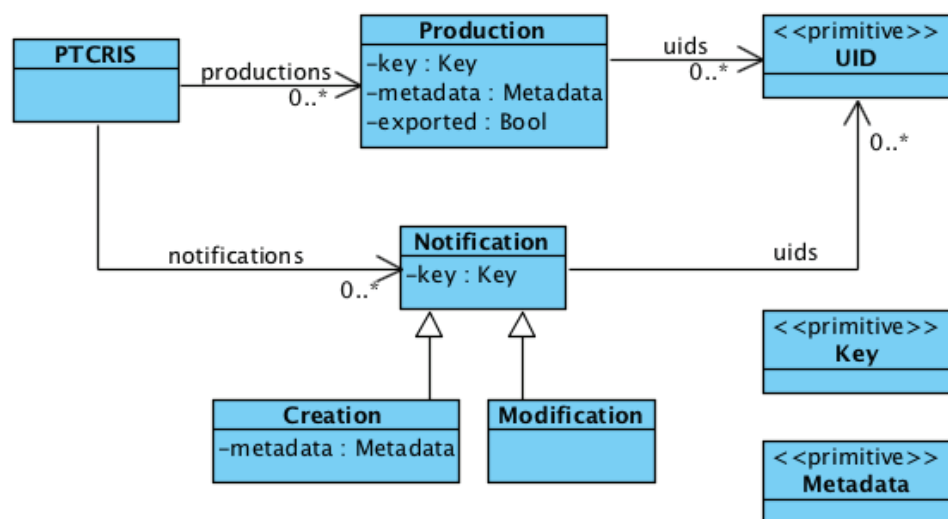 PTCRIS
productions
0..*
Production
–key : Key
–metadata : Metadata
–exported : Bool
uids
0..*
<<primitive>>
UID
0..*
notifications
0..*
Notification
–key : Key
uids
<<primitive>>
Key
Creation
–metadata : Metadata
Modification
<<primitive>>
Metadata